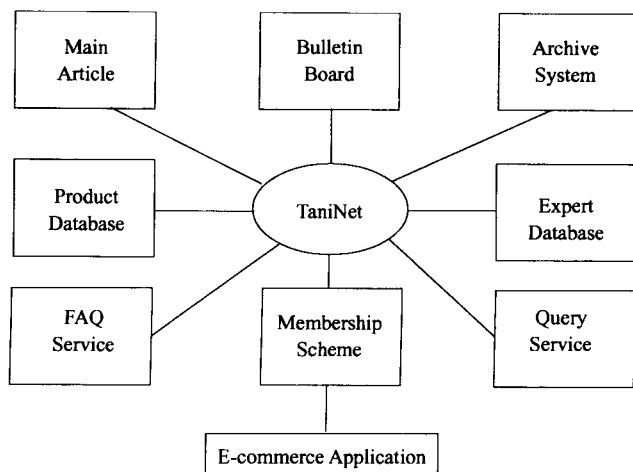 Main
Article
Bulletin
Board
Archive
System
Product
Database
TaniNet
Expert
Database
FAQ
Service
Membership
Scheme
Query
Service
E-commerce Application